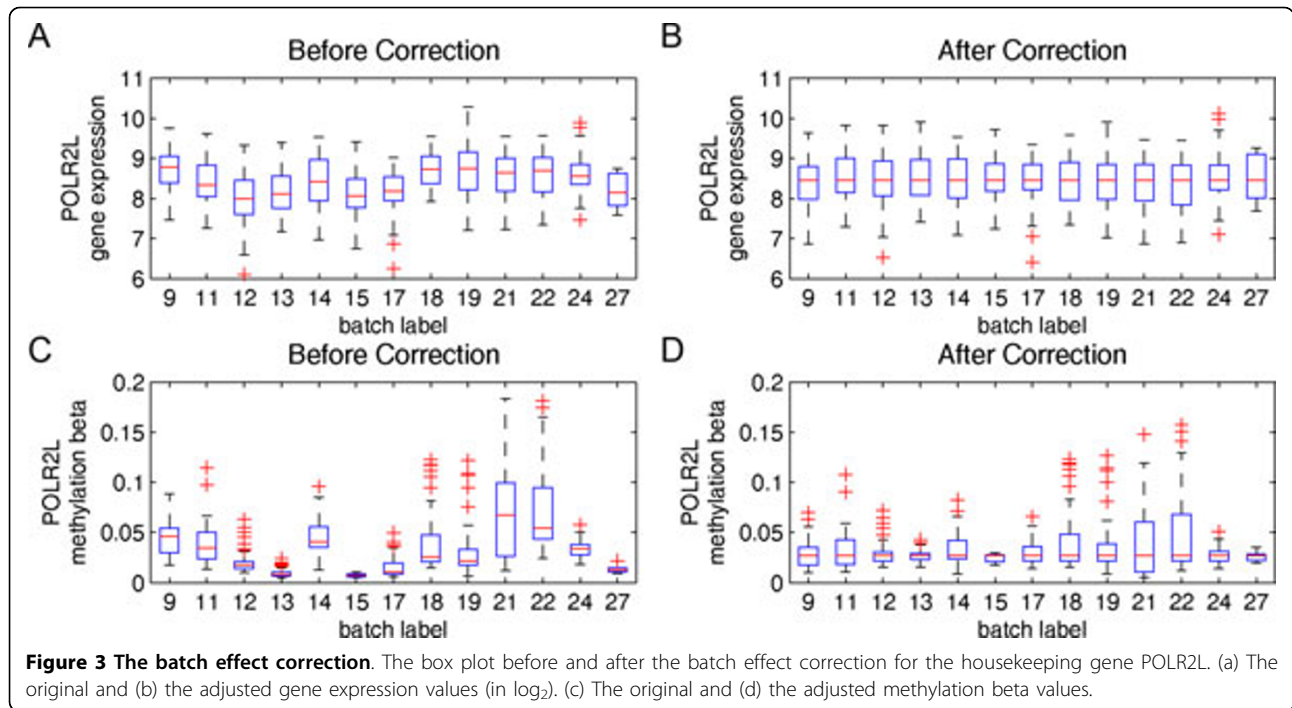 A
Before Correction
POLR2L
gene expression
11
10
9
8
7
6
9 11 12 13 14 15 17 18 19 21 22 24 27
batch label
B
After Correction
POLR2L
gene expression
11
10
9
8
7
6
9 11 12 13 14 15 17 18 19 21 22 24 27
batch label
C
Before Correction
POLR2L
methylation beta
0.2
0.15
0.1
0.05
0
9 11 12 13 14 15 17 18 19 21 22 24 27
batch label
D
After Correction
POLR2L
methylation beta
0.2
0.15
0.1
0.05
0
9 11 12 13 14 15 17 18 19 21 22 24 27
batch label
Figure 3 The batch effect correction. The box plot before and after the batch effect correction for the housekeeping gene POLR2L. (a) The
original and (b) the adjusted gene expression values (in log₂). (c) The original and (d) the adjusted methylation beta values.